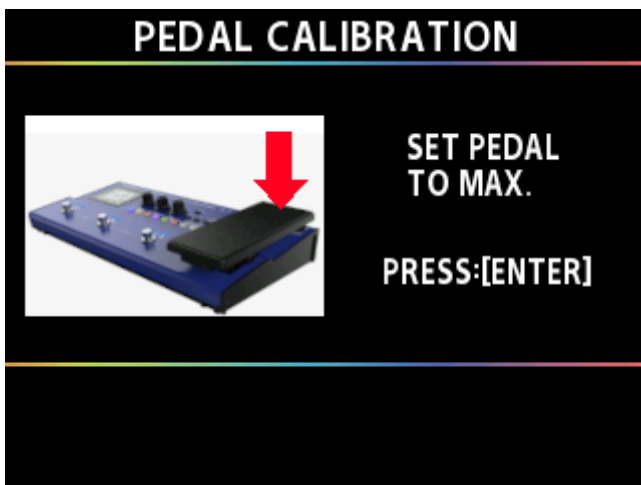 PEDAL CALIBRATION
SET PEDAL
TO MAX.
PRESS:[ENTER]